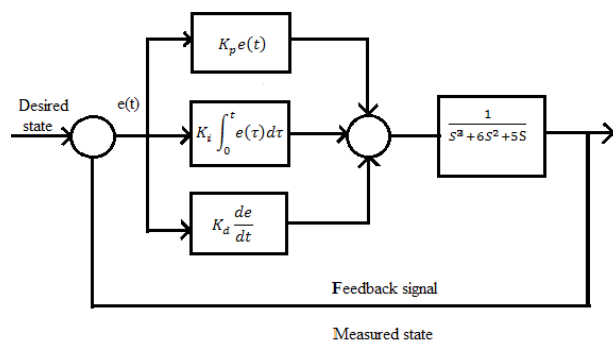 K_p e(t)
Desired
state
e(t)
K_i ∫_0^t e(τ)dτ
1
S³+6S²+5S
K_d de/dt
Feedback signal
Measured state